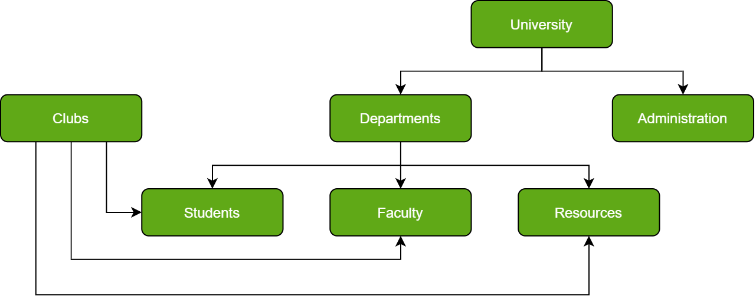 University
Clubs
Departments
Administration
Students
Faculty
Resources